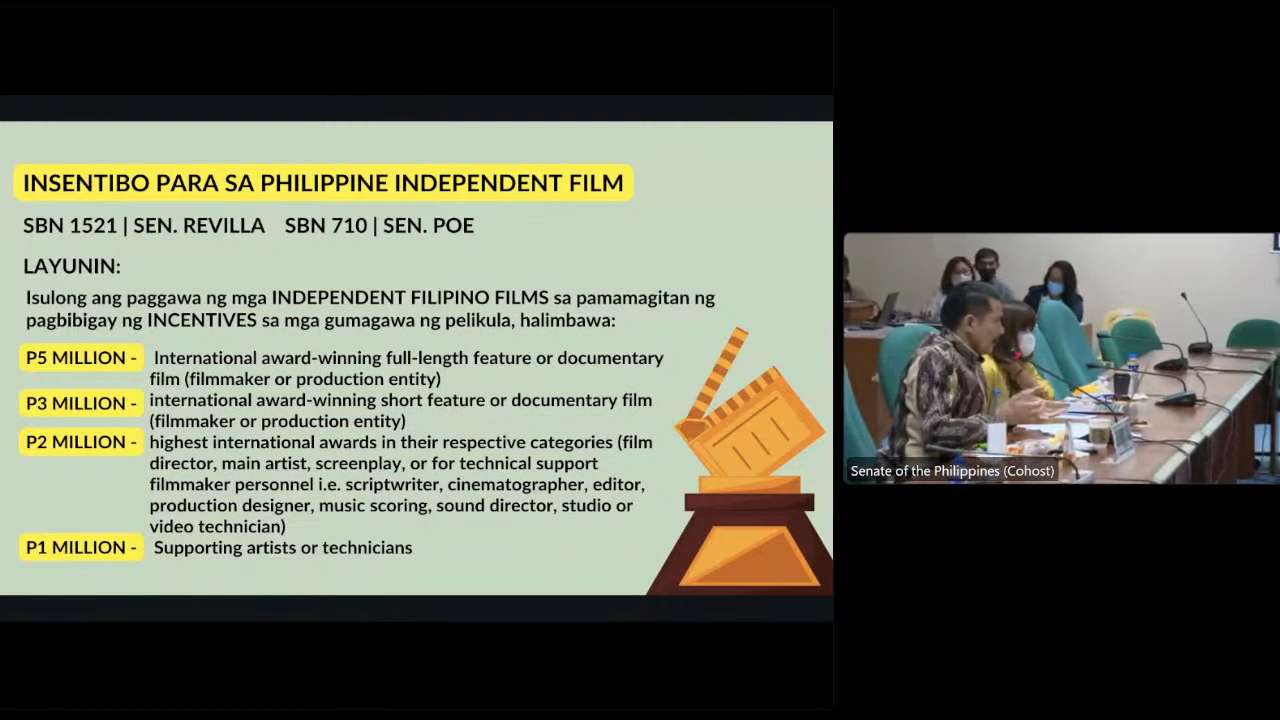 INSENTIBO PARA SA PHILIPPINE INDEPENDENT FILM
SBN 1521 | SEN. REVILLA SBN 710 | SEN. POE
LAYUNIN:
Isulong ang paggawa ng mga INDEPENDENT FILIPINO FILMS sa pamamagitan ng
pagbibigay ng INCENTIVES sa mga gumagawa ng pelikula, halimbawa:
P5 MILLION - International award-winning full-length feature or documentary
film (filmmaker or production entity)
P3 MILLION - international award-winning short feature or documentary film
(filmmaker or production entity)
P2 MILLION - highest international awards in their respective categories (film
director, main artist, screenplay, or for technical support
filmmaker personnel i.e. scriptwriter, cinematographer, editor,
production designer, music scoring, sound director, studio or
video technician)
P1 MILLION - Supporting artists or technicians
Senate of the Philippines (Cohost)